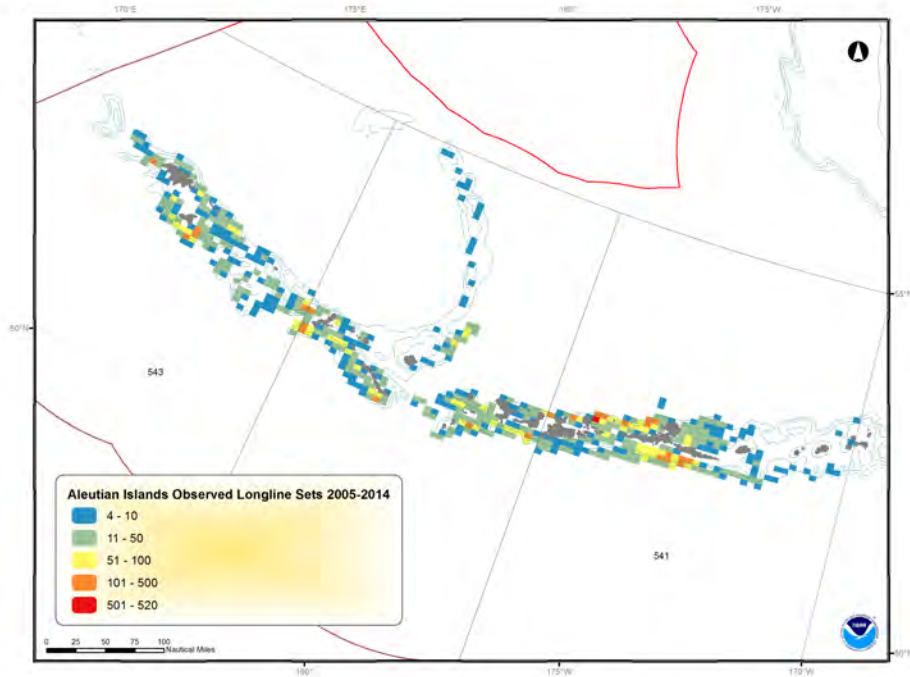 170°E 175°E 180° 175°W
55°N
50°N
543
Aleutian Islands Observed Longline Sets 2005-2014
4 - 10
11 - 50
51 - 100
101 - 500
501 - 520
541
0 25 50 75 100
Nautical Miles
NOAA
50°N
180° 175°W 170°W